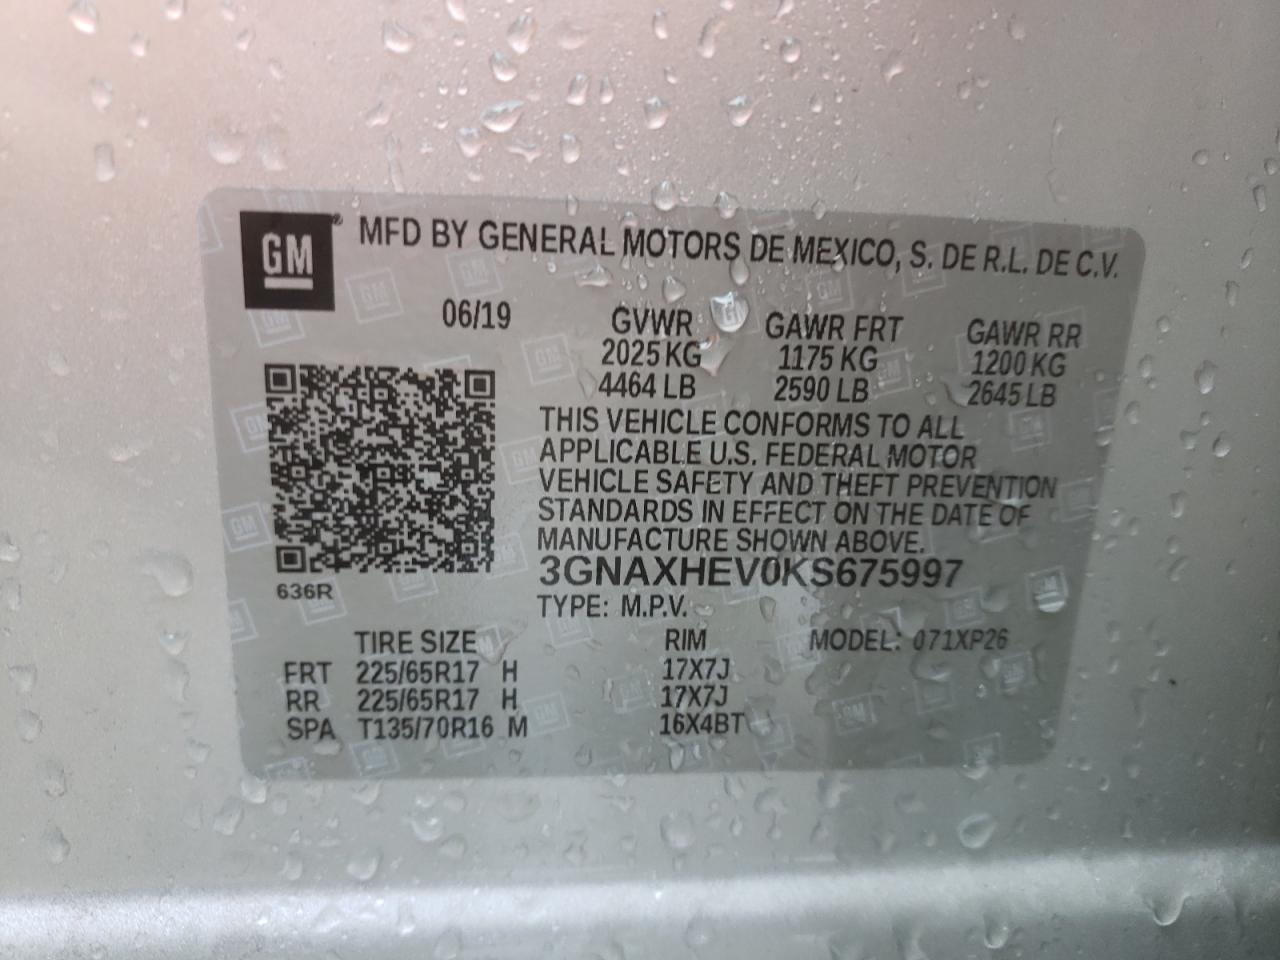 GM® MFD BY GENERAL MOTORS DE MEXICO, S. DE R.L. DE C.V.
06/19 GVWR GAWR FRT GAWR RR
2025 KG 1175 KG 1200 KG
4464 LB 2590 LB 2645 LB
THIS VEHICLE CONFORMS TO ALL
APPLICABLE U.S. FEDERAL MOTOR
VEHICLE SAFETY AND THEFT PREVENTION
STANDARDS IN EFFECT ON THE DATE OF
MANUFACTURE SHOWN ABOVE.
3GNAXHEV0KS675997
636R
TYPE: M.P.V.
TIRE SIZE RIM MODEL: 071XP26
FRT 225/65R17 H 17X7J
RR 225/65R17 H 17X7J
SPA T135/70R16 M 16X4BT